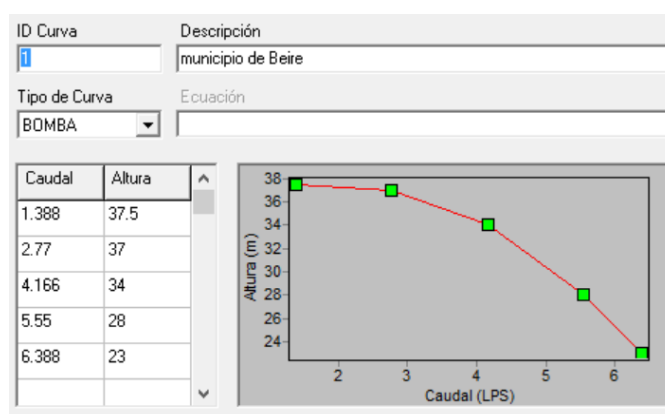 ID Curva Descripción
1 municipio de Beire
Tipo de Curva Ecuación
BOMBA
Caudal Altura
1.388 37.5
2.77 37
4.166 34
5.55 28
6.388 23
38
36
34
32
30
28
26
24
Altura (m)
2 3 4 5 6
Caudal (LPS)